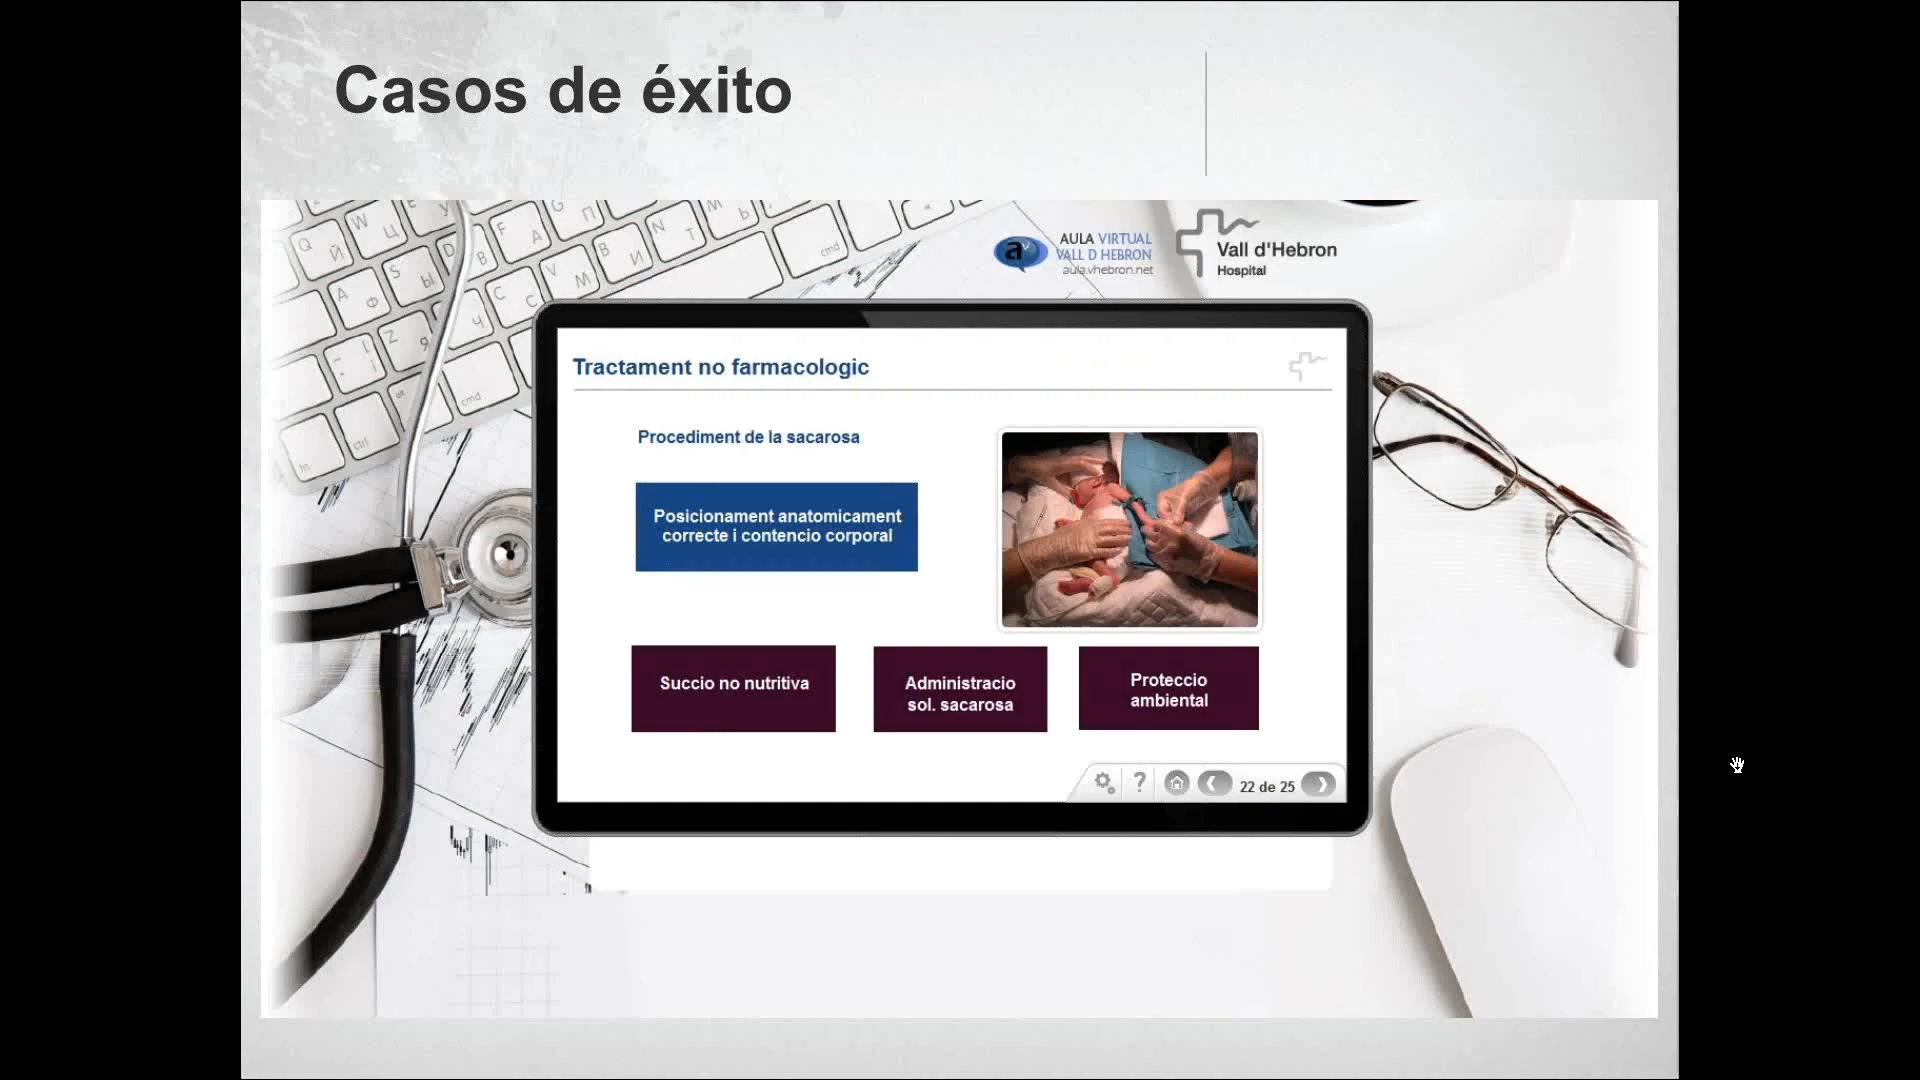 Casos de éxito
AULA VIRTUAL
VALL D HEBRON
aula.vhebron.net
Vall d'Hebron
Hospital
Tractament no farmacologic
Procediment de la sacarosa
Posicionament anatomicament
correcte i contencio corporal
Succio no nutritiva
Administracio
sol. sacarosa
Proteccio
ambiental
22 de 25